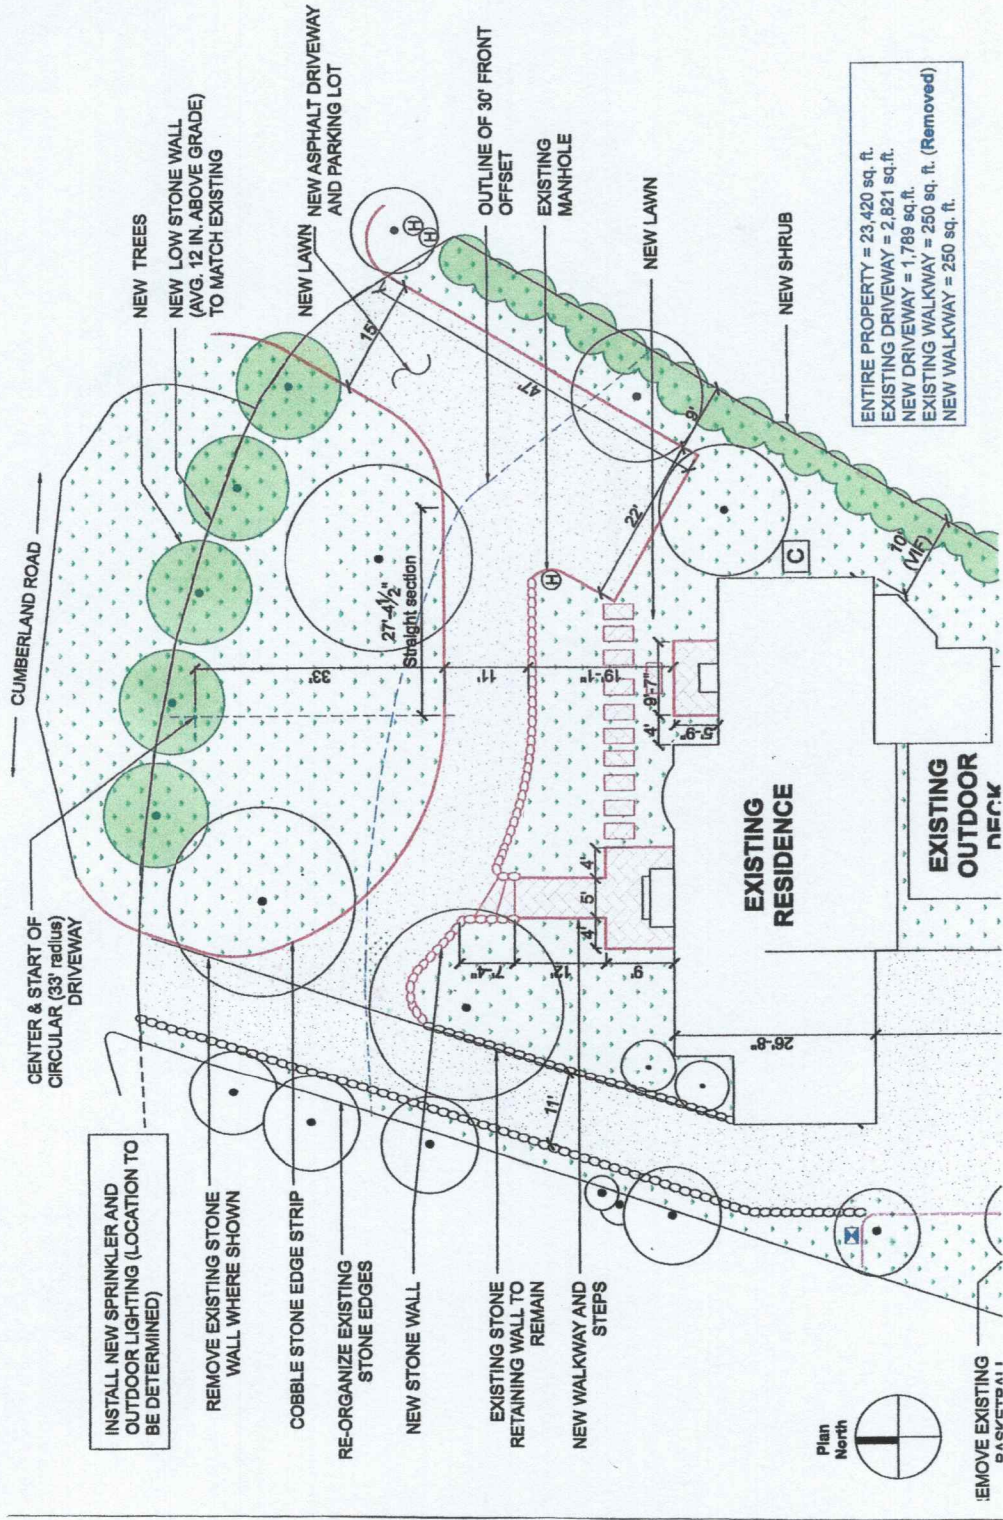 INSTALL NEW SPRINKLER AND
OUTDOOR LIGHTING (LOCATION TO
BE DETERMINED)
REMOVE EXISTING STONE
WALL WHERE SHOWN
COBBLE STONE EDGE STRIP
RE-ORGANIZE EXISTING
STONE EDGES
NEW STONE WALL
EXISTING STONE
RETAINING WALL TO
REMAIN
NEW WALKWAY AND
STEPS
Plan
North
EMOVE EXISTING
BASKETBALL
CENTER & START OF
CIRCULAR (33' radius)
DRIVEWAY
CUMBERLAND ROAD
NEW TREES
NEW LOW STONE WALL
(AVG. 12 IN. ABOVE GRADE)
TO MATCH EXISTING
NEW LAWN
NEW ASPHALT DRIVEWAY
AND PARKING LOT
OUTLINE OF 30' FRONT
OFFSET
EXISTING
MANHOLE
NEW LAWN
NEW SHRUB
33'
27'-4½"
Straight section
15'
47'
11'
22'
9'
H
H
H
19'-1"
9'-7"
4'
5'-9"
4'
5'
4'
7'-4"
12'
9'
11'
26'-8"
C
10'
(VIF)
EXISTING
RESIDENCE
EXISTING
OUTDOOR
DECK
ENTIRE PROPERTY = 23,420 sq. ft.
EXISTING DRIVEWAY = 2,821 sq.ft.
NEW DRIVEWAY = 1,789 sq.ft.
EXISTING WALKWAY = 250 sq. ft. (Removed)
NEW WALKWAY = 250 sq. ft.